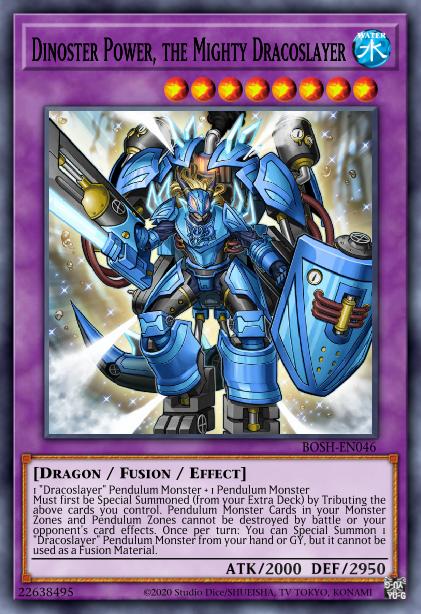 Dinoster Power, the Mighty Dracoslayer
WATER
水
BOSH-EN046
[Dragon / Fusion / Effect]
1 "Dracoslayer" Pendulum Monster + 1 Pendulum Monster
Must first be Special Summoned (from your Extra Deck) by Tributing the
above cards you control. Pendulum Monster Cards in your Monster
Zones and Pendulum Zones cannot be destroyed by battle or your
opponent's card effects. Once per turn: You can Special Summon 1
"Dracoslayer" Pendulum Monster from your hand or GY, but it cannot be
used as a Fusion Material.
ATK/2000 DEF/2950
22638495
©2020 Studio Dice/SHUEISHA, TV TOKYO, KONAMI